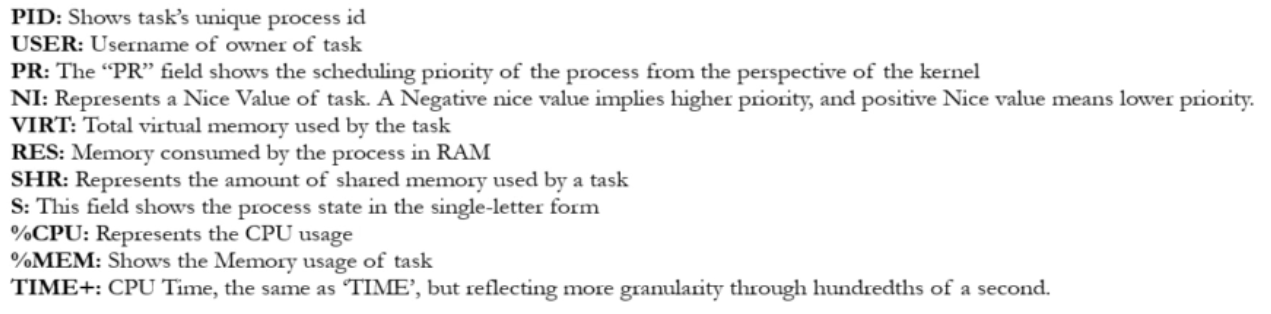 PID: Shows task's unique process id
USER: Username of owner of task
PR: The “PR” field shows the scheduling priority of the process from the perspective of the kernel
NI: Represents a Nice Value of task. A Negative nice value implies higher priority, and positive Nice value means lower priority.
VIRT: Total virtual memory used by the task
RES: Memory consumed by the process in RAM
SHR: Represents the amount of shared memory used by a task
S: This field shows the process state in the single-letter form
%CPU: Represents the CPU usage
%MEM: Shows the Memory usage of task
TIME+: CPU Time, the same as ‘TIME’, but reflecting more granularity through hundredths of a second.